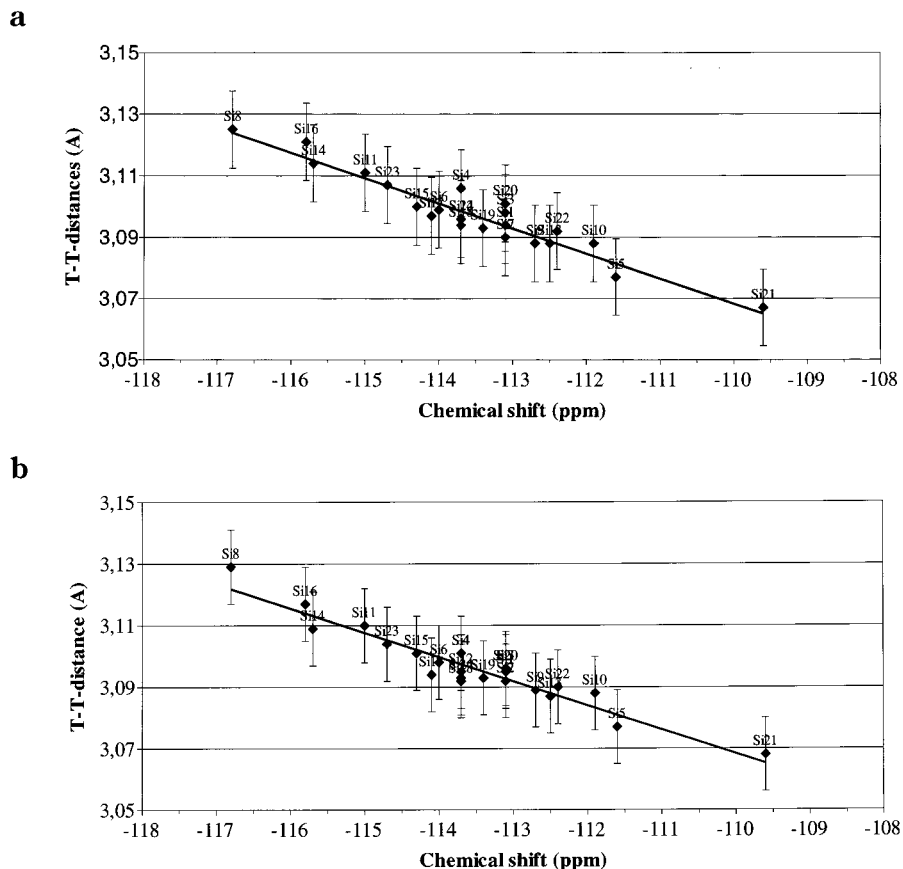 a
3,15
3,13
3,11
3,09
3,07
3,05
T-T-distances (A)
Si8
Si16
Si14
Si11
Si23
Si15
Si6
Si4
Si19
Si20
Si22
Si10
Si5
Si21
-118 -117 -116 -115 -114 -113 -112 -111 -110 -109 -108
Chemical shift (ppm)
b
3,15
3,13
3,11
3,09
3,07
3,05
T-T-distance (A)
Si8
Si16
Si14
Si11
Si23
Si15
Si6
Si4
Si12
Si19
Si9
Si22
Si10
Si5
Si21
-118 -117 -116 -115 -114 -113 -112 -111 -110 -109 -108
Chemical shift (ppm)